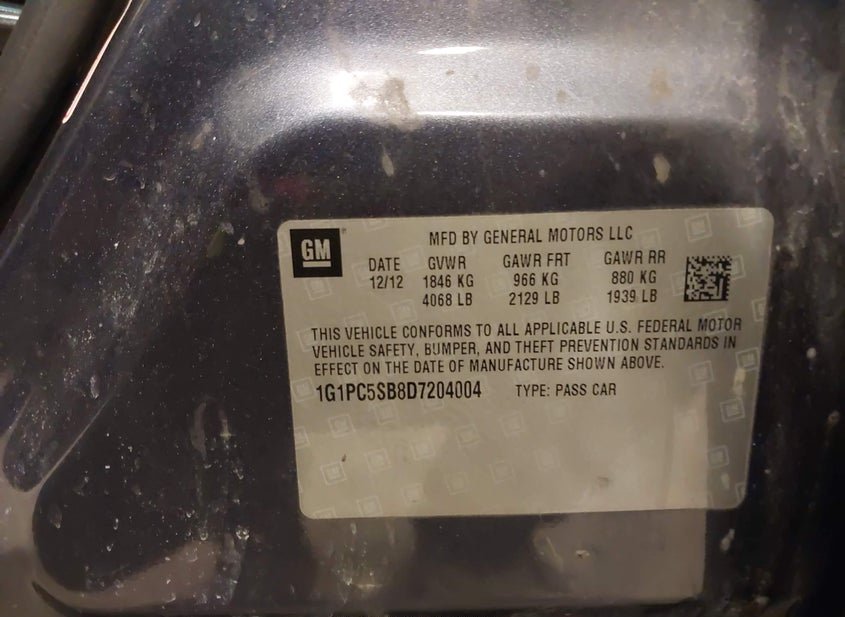 GM
MFD BY GENERAL MOTORS LLC
DATE GVWR GAWR FRT GAWR RR
12/12 1846 KG 966 KG 880 KG
4068 LB 2129 LB 1939 LB
THIS VEHICLE CONFORMS TO ALL APPLICABLE U.S. FEDERAL MOTOR
VEHICLE SAFETY, BUMPER, AND THEFT PREVENTION STANDARDS IN
EFFECT ON THE DATE OF MANUFACTURE SHOWN ABOVE.
1G1PC5SB8D7204004 TYPE: PASS CAR